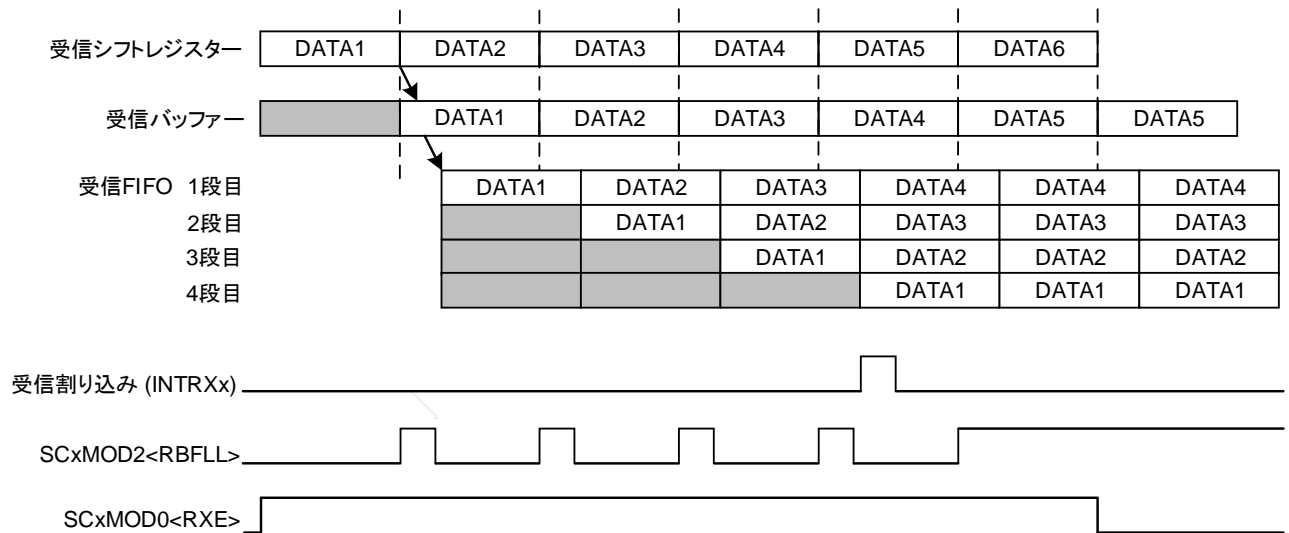 受信シフトレジスター DATA1 DATA2 DATA3 DATA4 DATA5 DATA6
受信バッファー DATA1 DATA2 DATA3 DATA4 DATA5 DATA5
受信FIFO 1段目 DATA1 DATA2 DATA3 DATA4 DATA4 DATA4
2段目 DATA1 DATA2 DATA3 DATA3 DATA3
3段目 DATA1 DATA2 DATA2 DATA2
4段目 DATA1 DATA1 DATA1
受信割り込み (INTRXx)
SCxMOD2<RBFLL>
SCxMOD0<RXE>